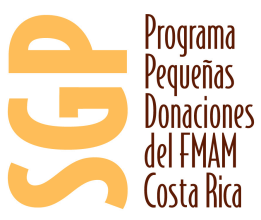 SGP
Programa
Pequeñas
Donaciones
del FMAM
Costa Rica